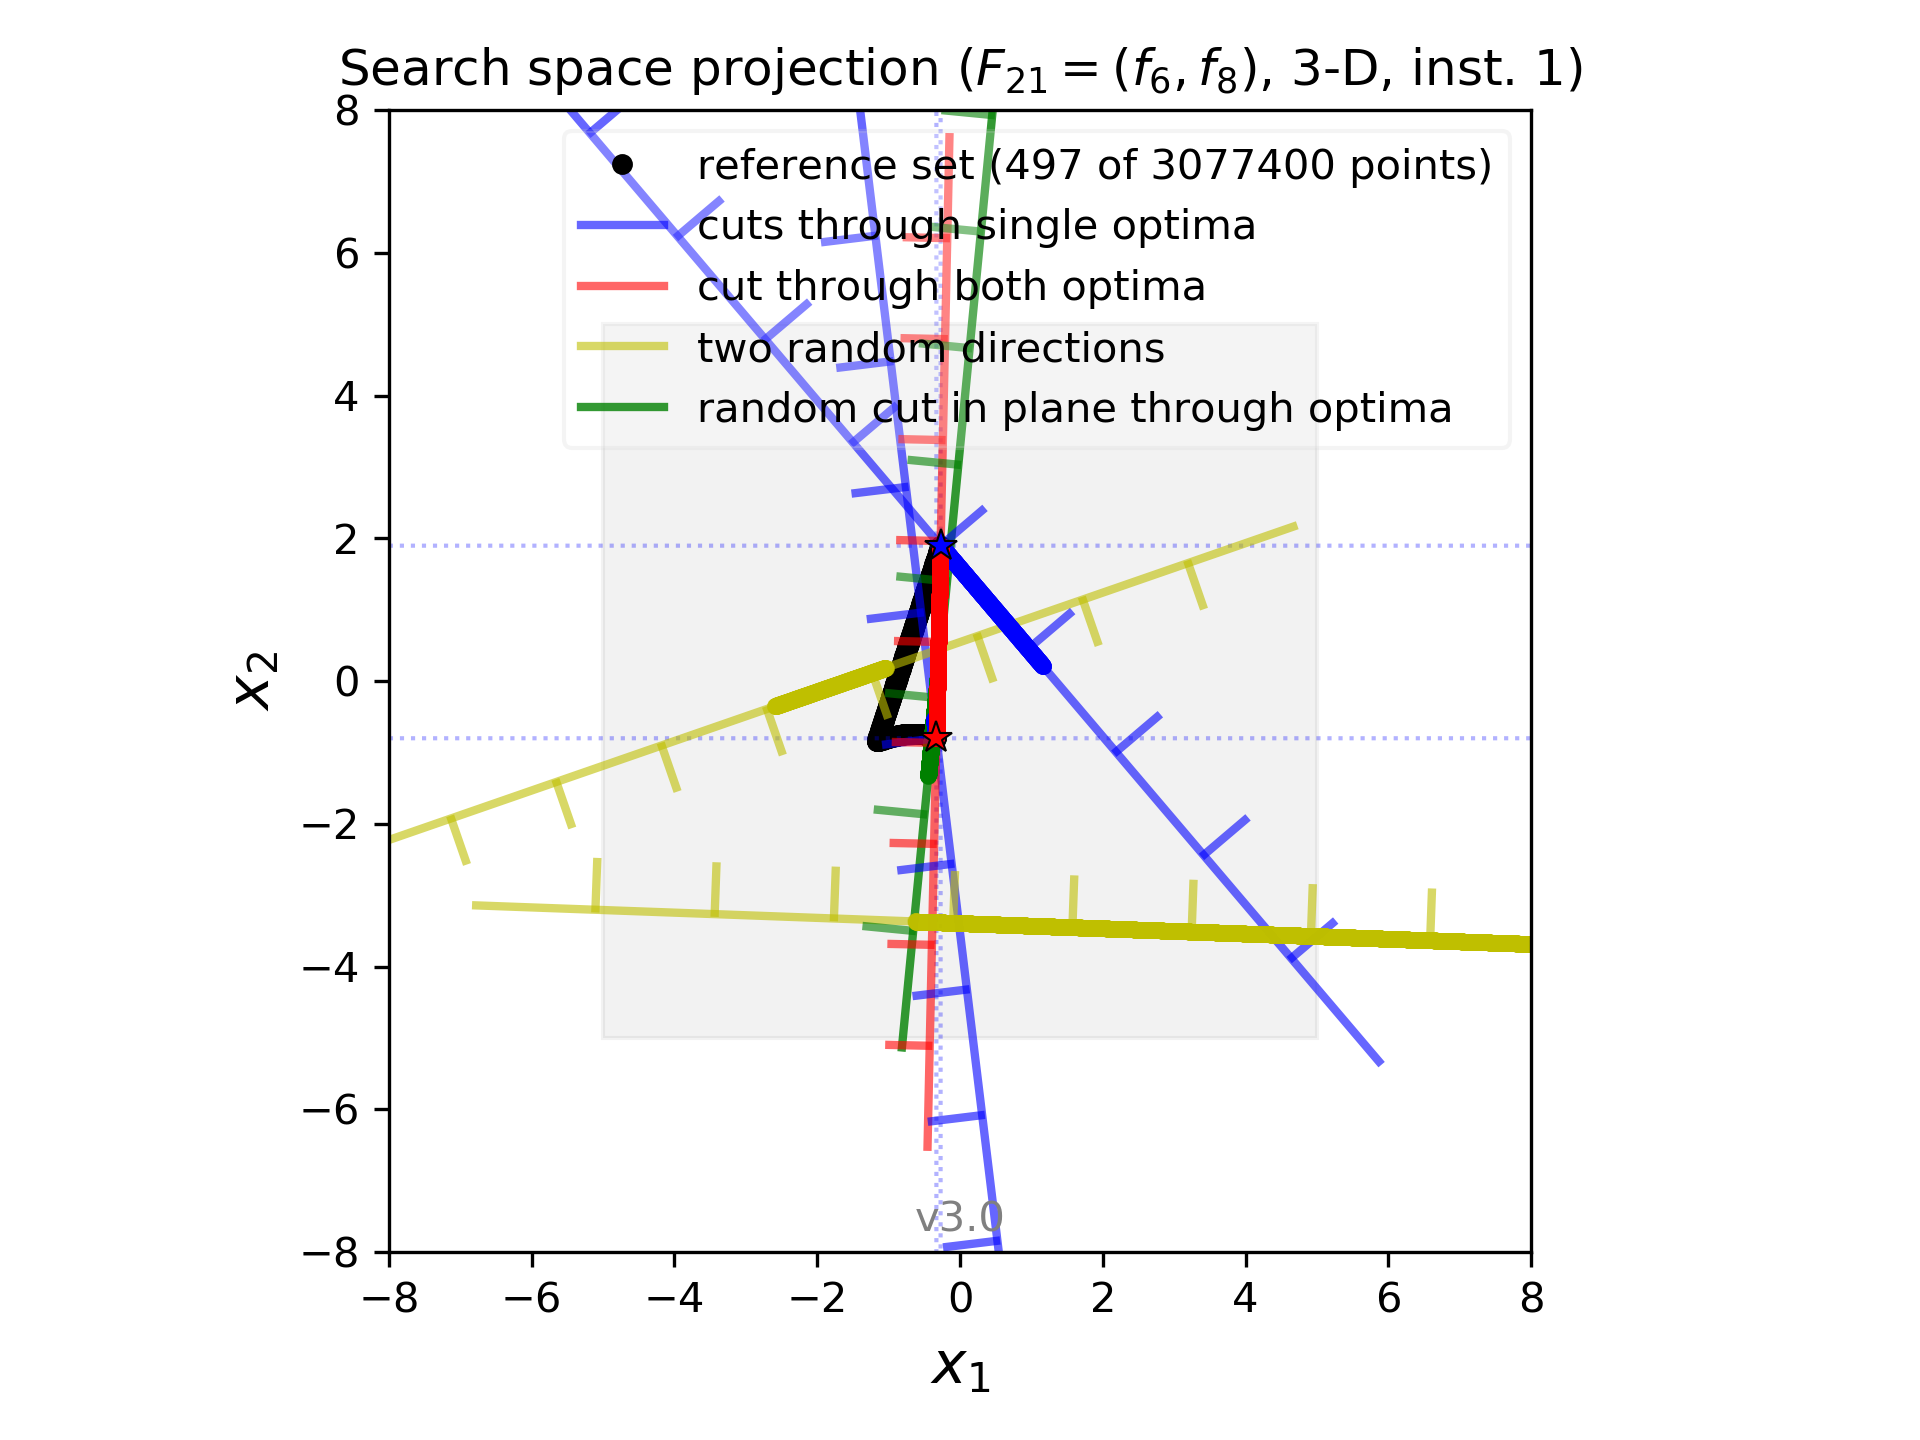 Search space projection ($F_{21} = (f_6, f_8)$, 3-D, inst. 1)
reference set (497 of 3077400 points)
cuts through single optima
cut through both optima
two random directions
random cut in plane through optima
8
6
4
2
0
−2
−4
−6
−8
x₂
v3.0
−8 −6 −4 −2 0 2 4 6 8
x₁